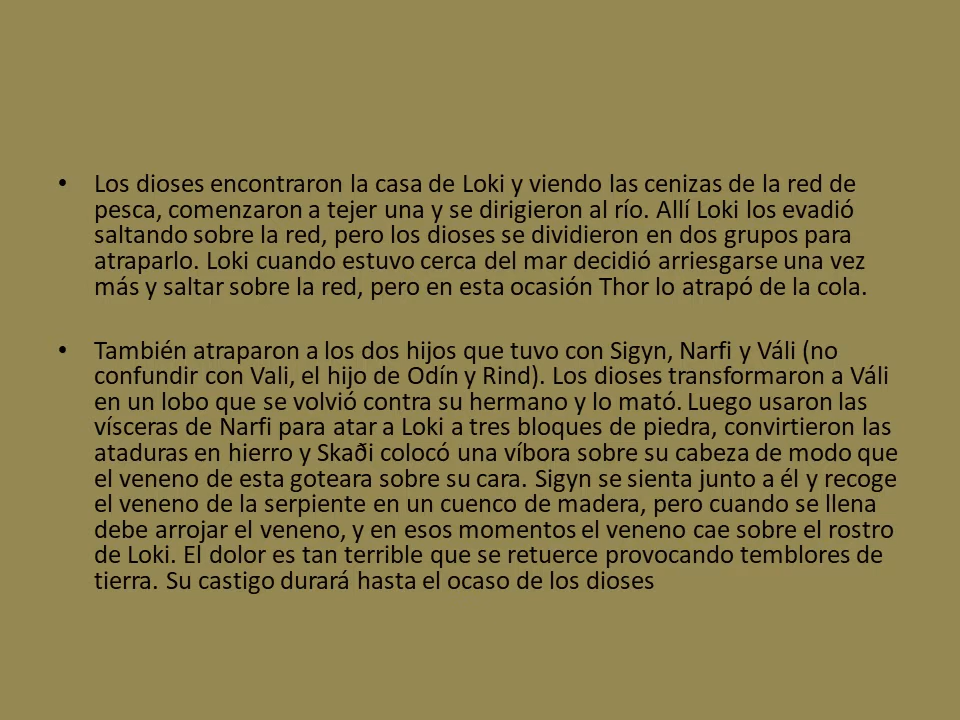 • Los dioses encontraron la casa de Loki y viendo las cenizas de la red de
pesca, comenzaron a tejer una y se dirigieron al río. Allí Loki los evadió
saltando sobre la red, pero los dioses se dividieron en dos grupos para
atraparlo. Loki cuando estuvo cerca del mar decidió arriesgarse una vez
más y saltar sobre la red, pero en esta ocasión Thor lo atrapó de la cola.
• También atraparon a los dos hijos que tuvo con Sigyn, Narfi y Váli (no
confundir con Vali, el hijo de Odín y Rind). Los dioses transformaron a Váli
en un lobo que se volvió contra su hermano y lo mató. Luego usaron las
vísceras de Narfi para atar a Loki a tres bloques de piedra, convirtieron las
ataduras en hierro y Skaði colocó una víbora sobre su cabeza de modo que
el veneno de esta goteara sobre su cara. Sigyn se sienta junto a él y recoge
el veneno de la serpiente en un cuenco de madera, pero cuando se llena
debe arrojar el veneno, y en esos momentos el veneno cae sobre el rostro
de Loki. El dolor es tan terrible que se retuerce provocando temblores de
tierra. Su castigo durará hasta el ocaso de los dioses